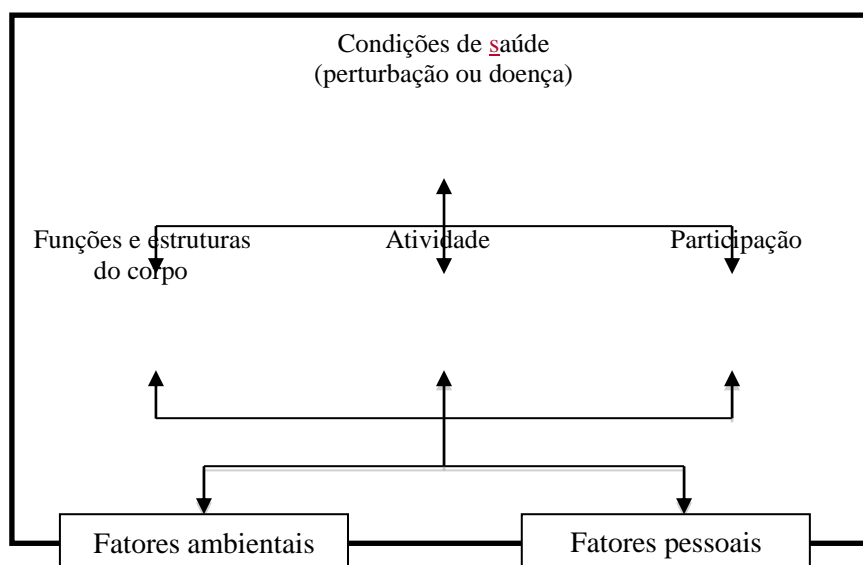 Condições de saúde
(perturbação ou doença)
Funções e estruturas
do corpo
Atividade
Participação
Fatores ambientais
Fatores pessoais